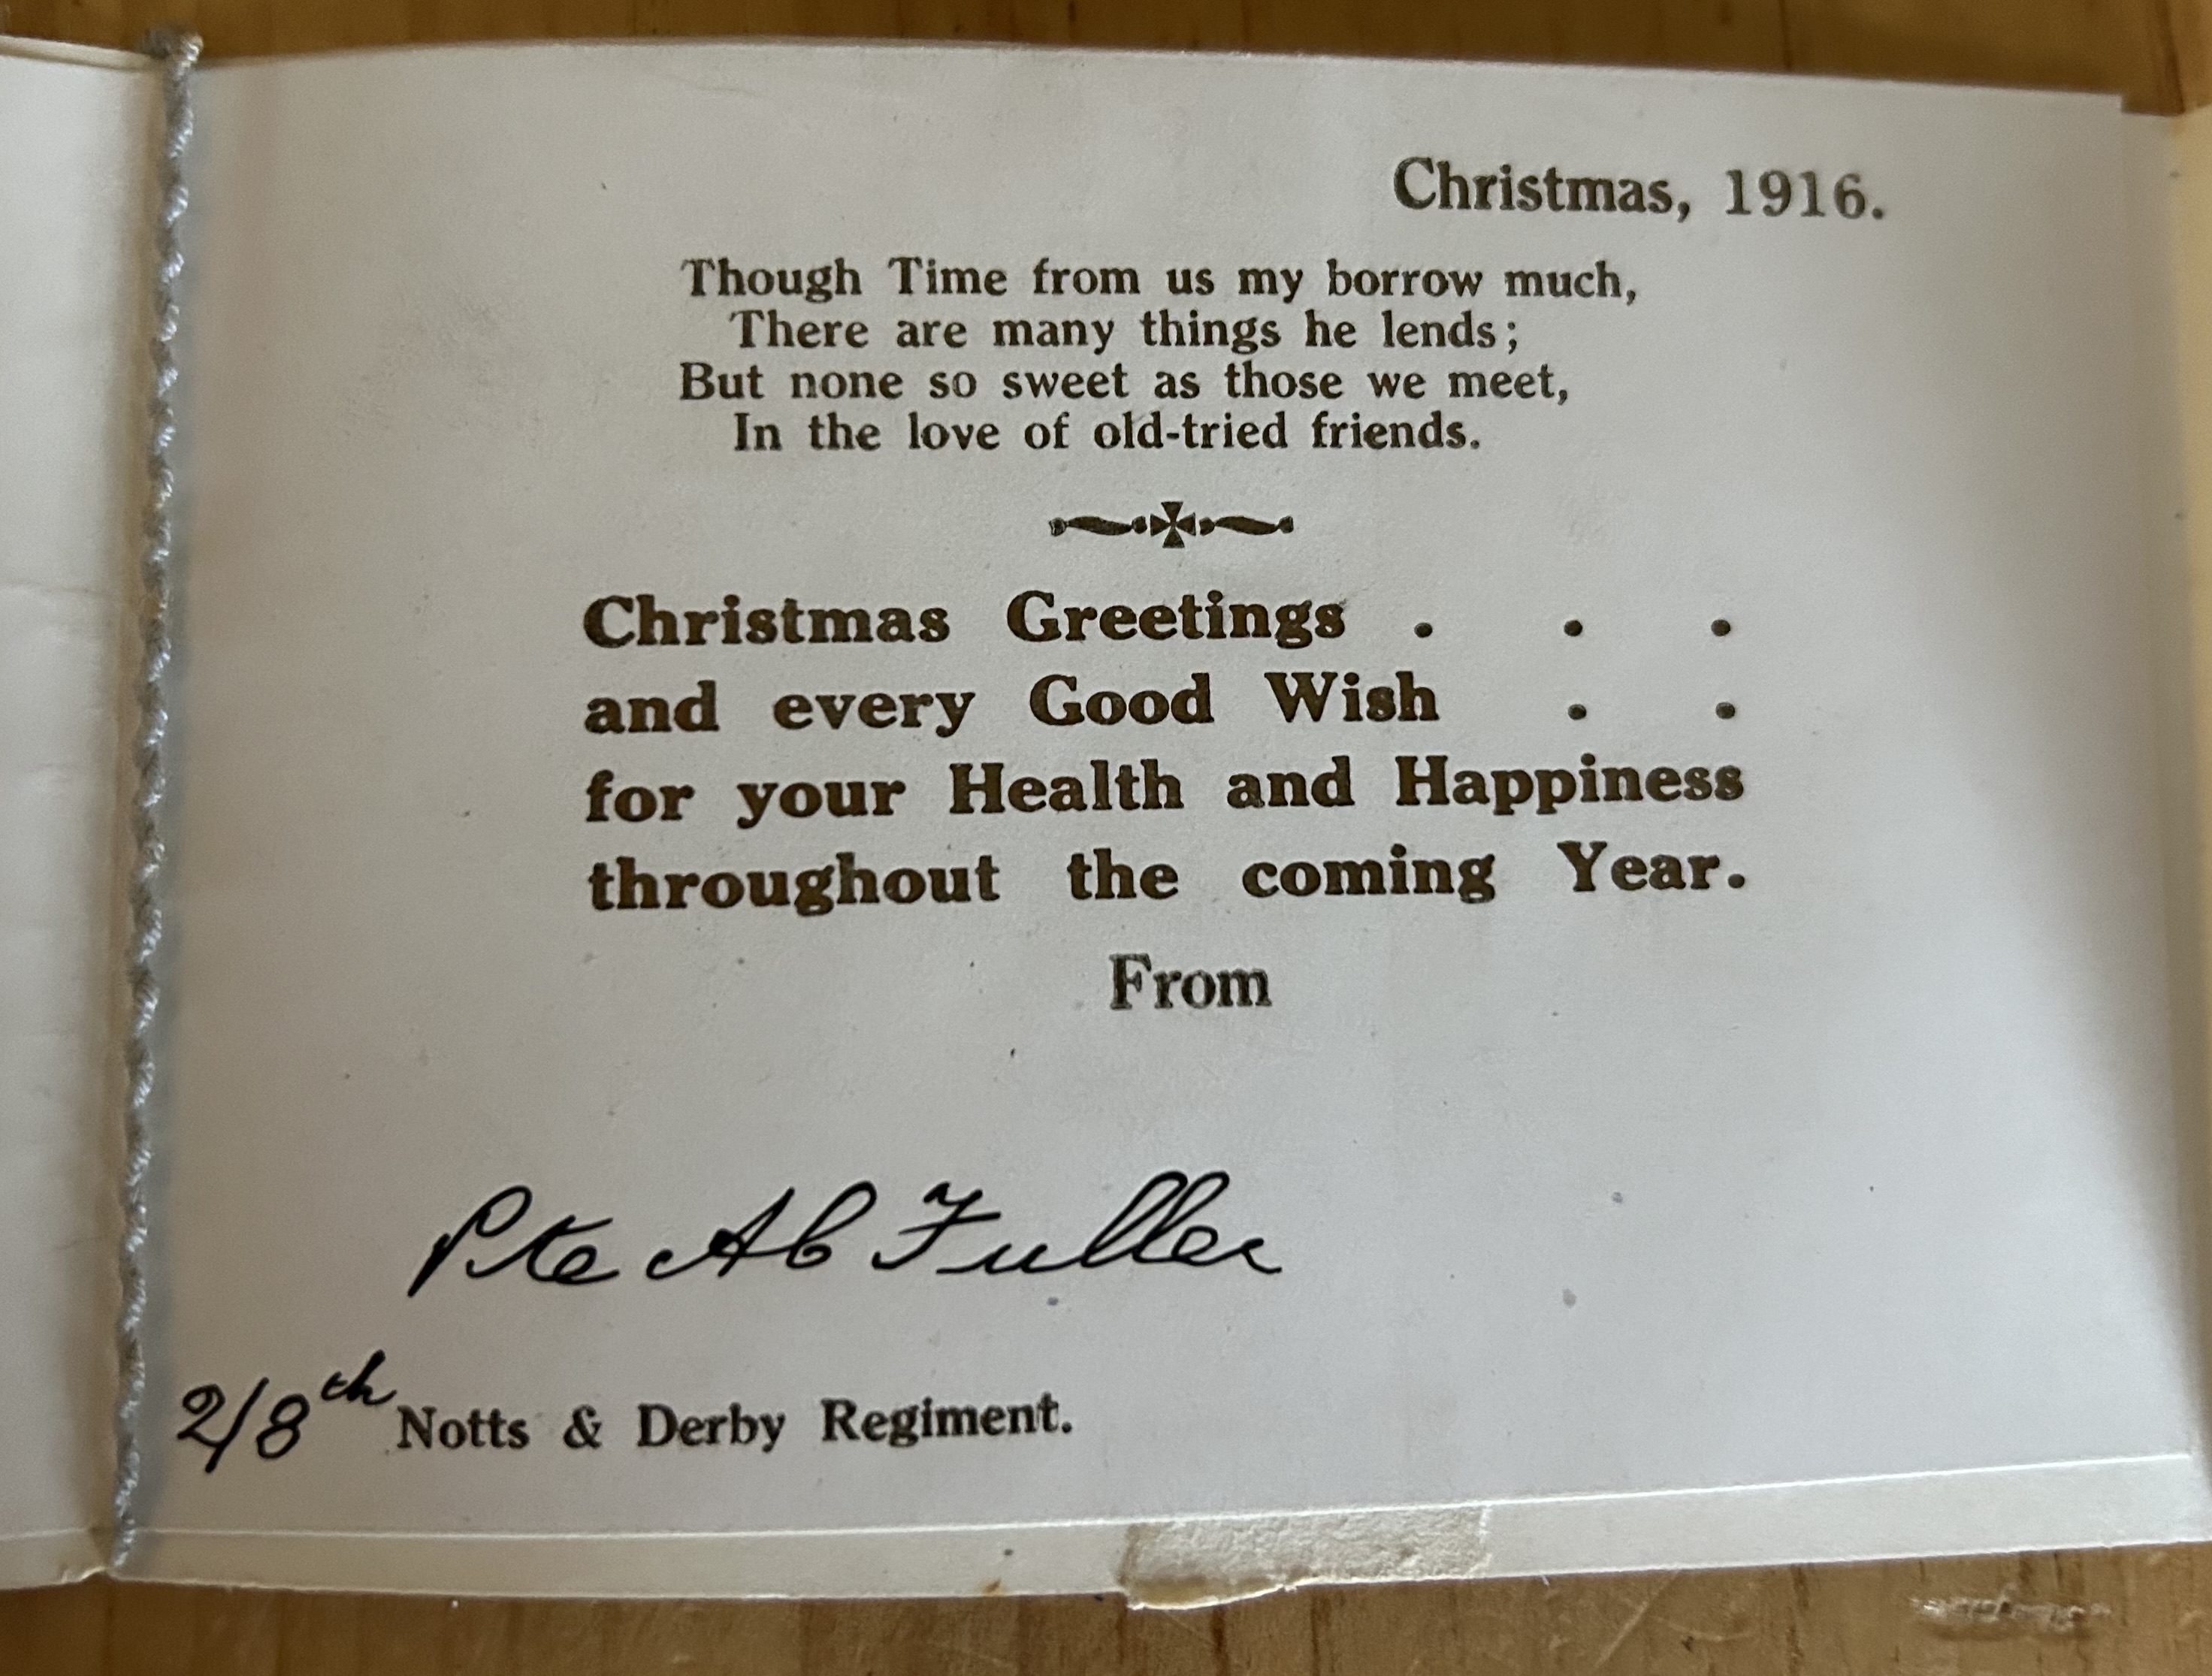 Christmas, 1916.
Though Time from us my borrow much,
There are many things he lends;
But none so sweet as those we meet,
In the love of old-tried friends.
Christmas Greetings . . .
and every Good Wish . .
for your Health and Happiness
throughout the coming Year.
From
Pte A C Fuller
2/8th Notts & Derby Regiment.